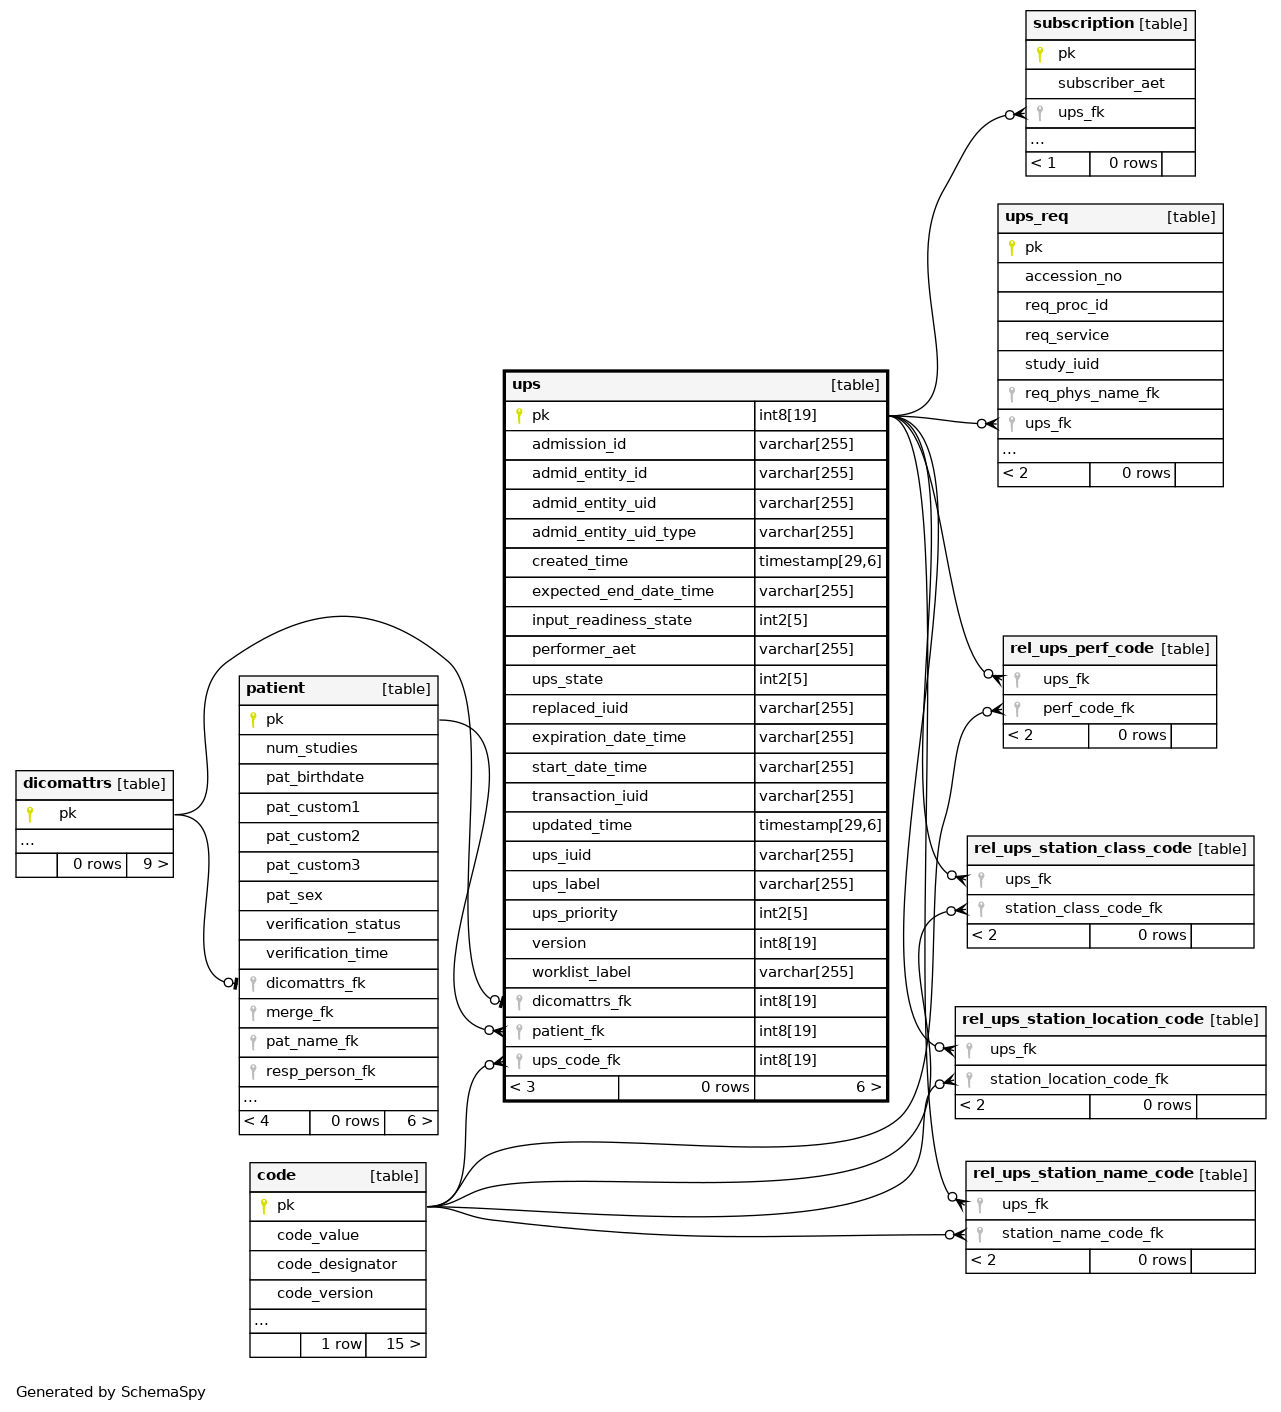 subscription [table]
pk
subscriber_aet
ups_fk
...
< 1 0 rows
ups_req [table]
pk
accession_no
req_proc_id
req_service
study_iuid
req_phys_name_fk
ups_fk
...
< 2 0 rows
ups [table]
pk int8[19]
admission_id varchar[255]
admid_entity_id varchar[255]
admid_entity_uid varchar[255]
admid_entity_uid_type varchar[255]
created_time timestamp[29,6]
expected_end_date_time varchar[255]
input_readiness_state int2[5]
performer_aet varchar[255]
ups_state int2[5]
replaced_iuid varchar[255]
expiration_date_time varchar[255]
start_date_time varchar[255]
transaction_iuid varchar[255]
updated_time timestamp[29,6]
ups_iuid varchar[255]
ups_label varchar[255]
ups_priority int2[5]
version int8[19]
worklist_label varchar[255]
dicomattrs_fk int8[19]
patient_fk int8[19]
ups_code_fk int8[19]
< 3 0 rows 6 >
rel_ups_perf_code [table]
ups_fk
perf_code_fk
< 2 0 rows
patient [table]
pk
num_studies
pat_birthdate
pat_custom1
pat_custom2
pat_custom3
pat_sex
verification_status
verification_time
dicomattrs_fk
merge_fk
pat_name_fk
resp_person_fk
...
< 4 0 rows 6 >
dicomattrs [table]
pk
...
0 rows 9 >
rel_ups_station_class_code [table]
ups_fk
station_class_code_fk
< 2 0 rows
rel_ups_station_location_code [table]
ups_fk
station_location_code_fk
< 2 0 rows
code [table]
pk
code_value
code_designator
code_version
...
1 row 15 >
rel_ups_station_name_code [table]
ups_fk
station_name_code_fk
< 2 0 rows
Generated by SchemaSpy